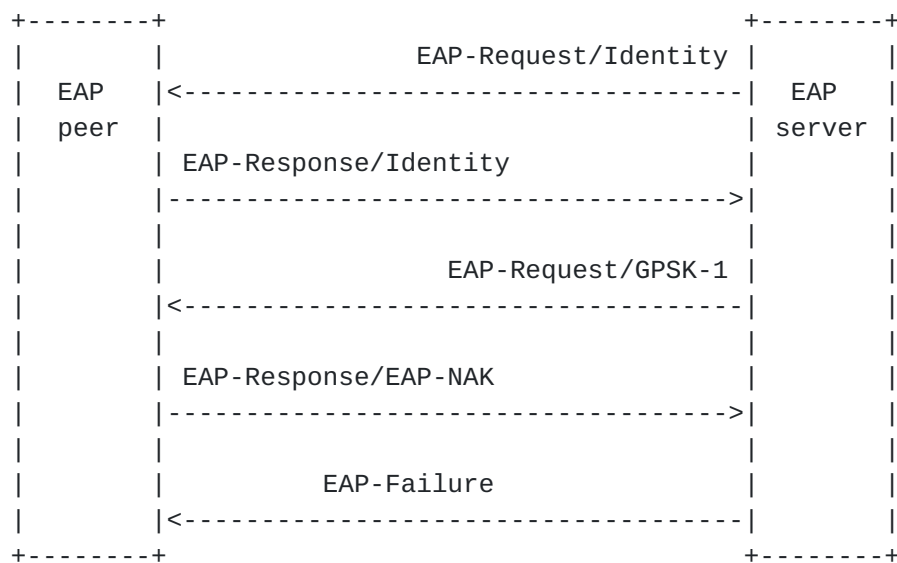 EAP-Request/Identity
EAP EAP
peer server
EAP-Response/Identity
EAP-Request/GPSK-1
EAP-Response/EAP-NAK
EAP-Failure